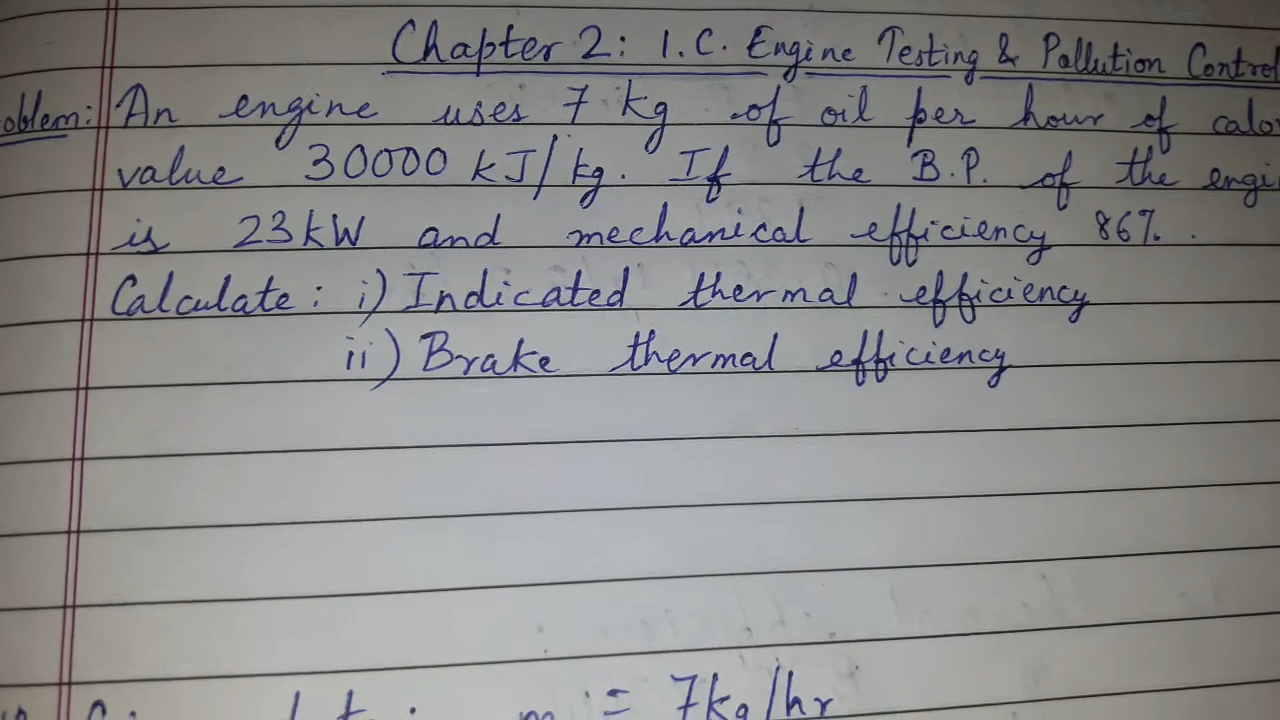 Chapter 2: I.C. Engine Testing & Pollution Control
oblem: An engine uses 7 kg of oil per hour of calo
value 30000 kJ/kg. If the B.P. of the engi
is 23kW and mechanical efficiency 86%.
Calculate: i) Indicated thermal efficiency
ii) Brake thermal efficiency
= 7kg/hr